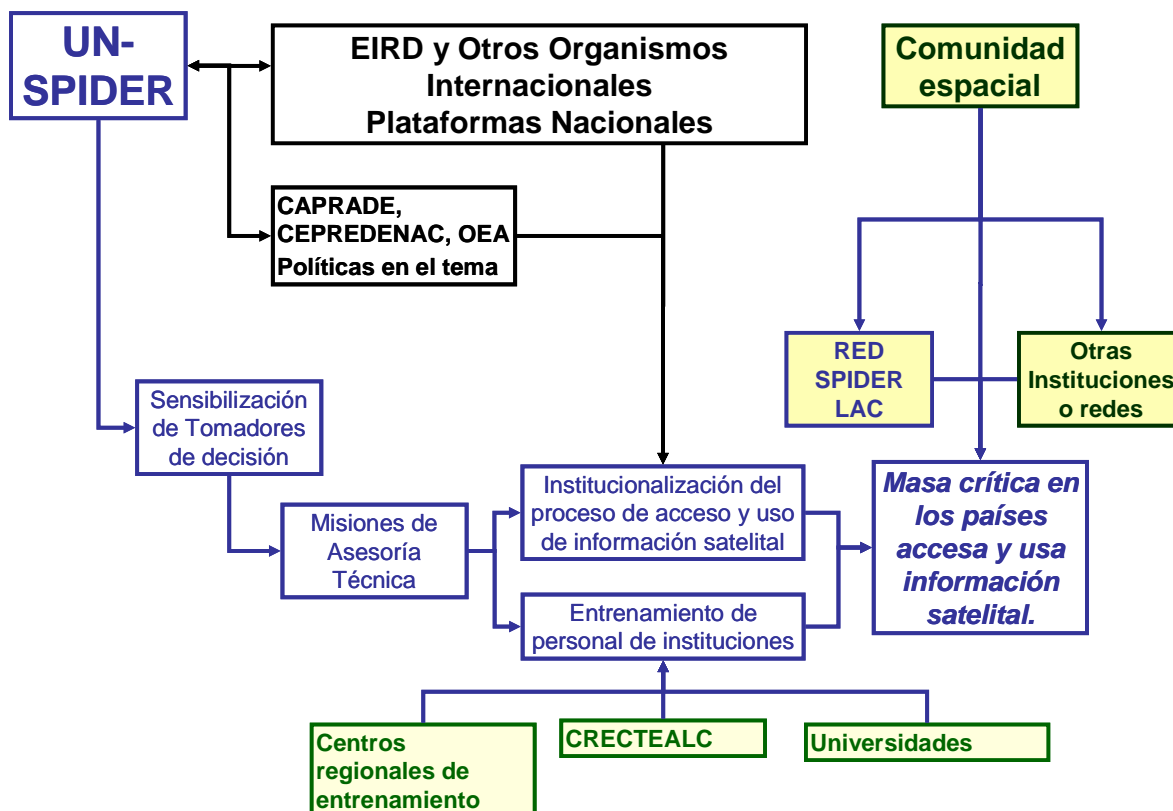 UN-
SPIDER
EIRD y Otros Organismos
Internacionales
Plataformas Nacionales
Comunidad
espacial
CAPRADE,
CEPREDENAC, OEA
Políticas en el tema
RED
SPIDER
LAC
Otras
Instituciones
o redes
Sensibilización
de Tomadores
de decisión
Misiones de
Asesoría
Técnica
Institucionalización del
proceso de acceso y uso
de información satelital
Entrenamiento de
personal de instituciones
Masa crítica en
los países
accesa y usa
información
satelital.
Centros
regionales de
entrenamiento
CRECTEALC
Universidades